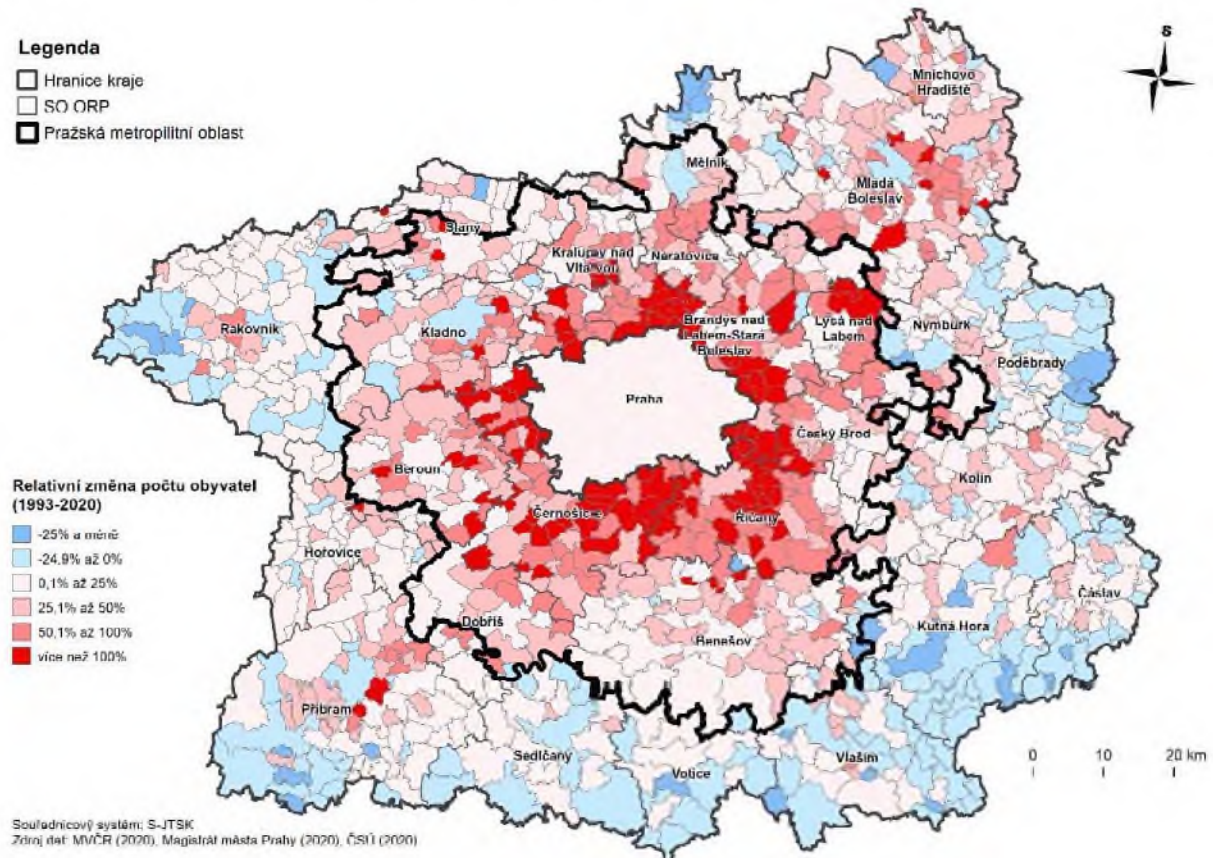 Legenda
Hranice kraje
SO ORP
Pražská metropilitní oblast
S
Mnichovo
Hradiště
Mělník
Mladá
Boleslav
Slaný
Kralupy nad
Vltavou
Neratovice
Rakovník
Kladno
Brandýs nad
Labem-Stará
Boleslav
Lysá nad
Labem
Nymburk
Poděbrady
Praha
Český Brod
Beroun
Kolín
Relativní změna počtu obyvatel
(1993-2020)
-25% a méně
-24,9% až 0%
0,1% až 25%
25,1% až 50%
50,1% až 100%
více než 100%
Černošice
Říčany
Hořovice
Čáslav
Kutná Hora
Dobříš
Benešov
Příbram
Sedlčany
Votice
Vlašim
0 10 20 km
Souřadnicový systém: S-JTSK
Zdroj dat: MVČR (2020), Magistrát města Prahy (2020), ČSÚ (2020)